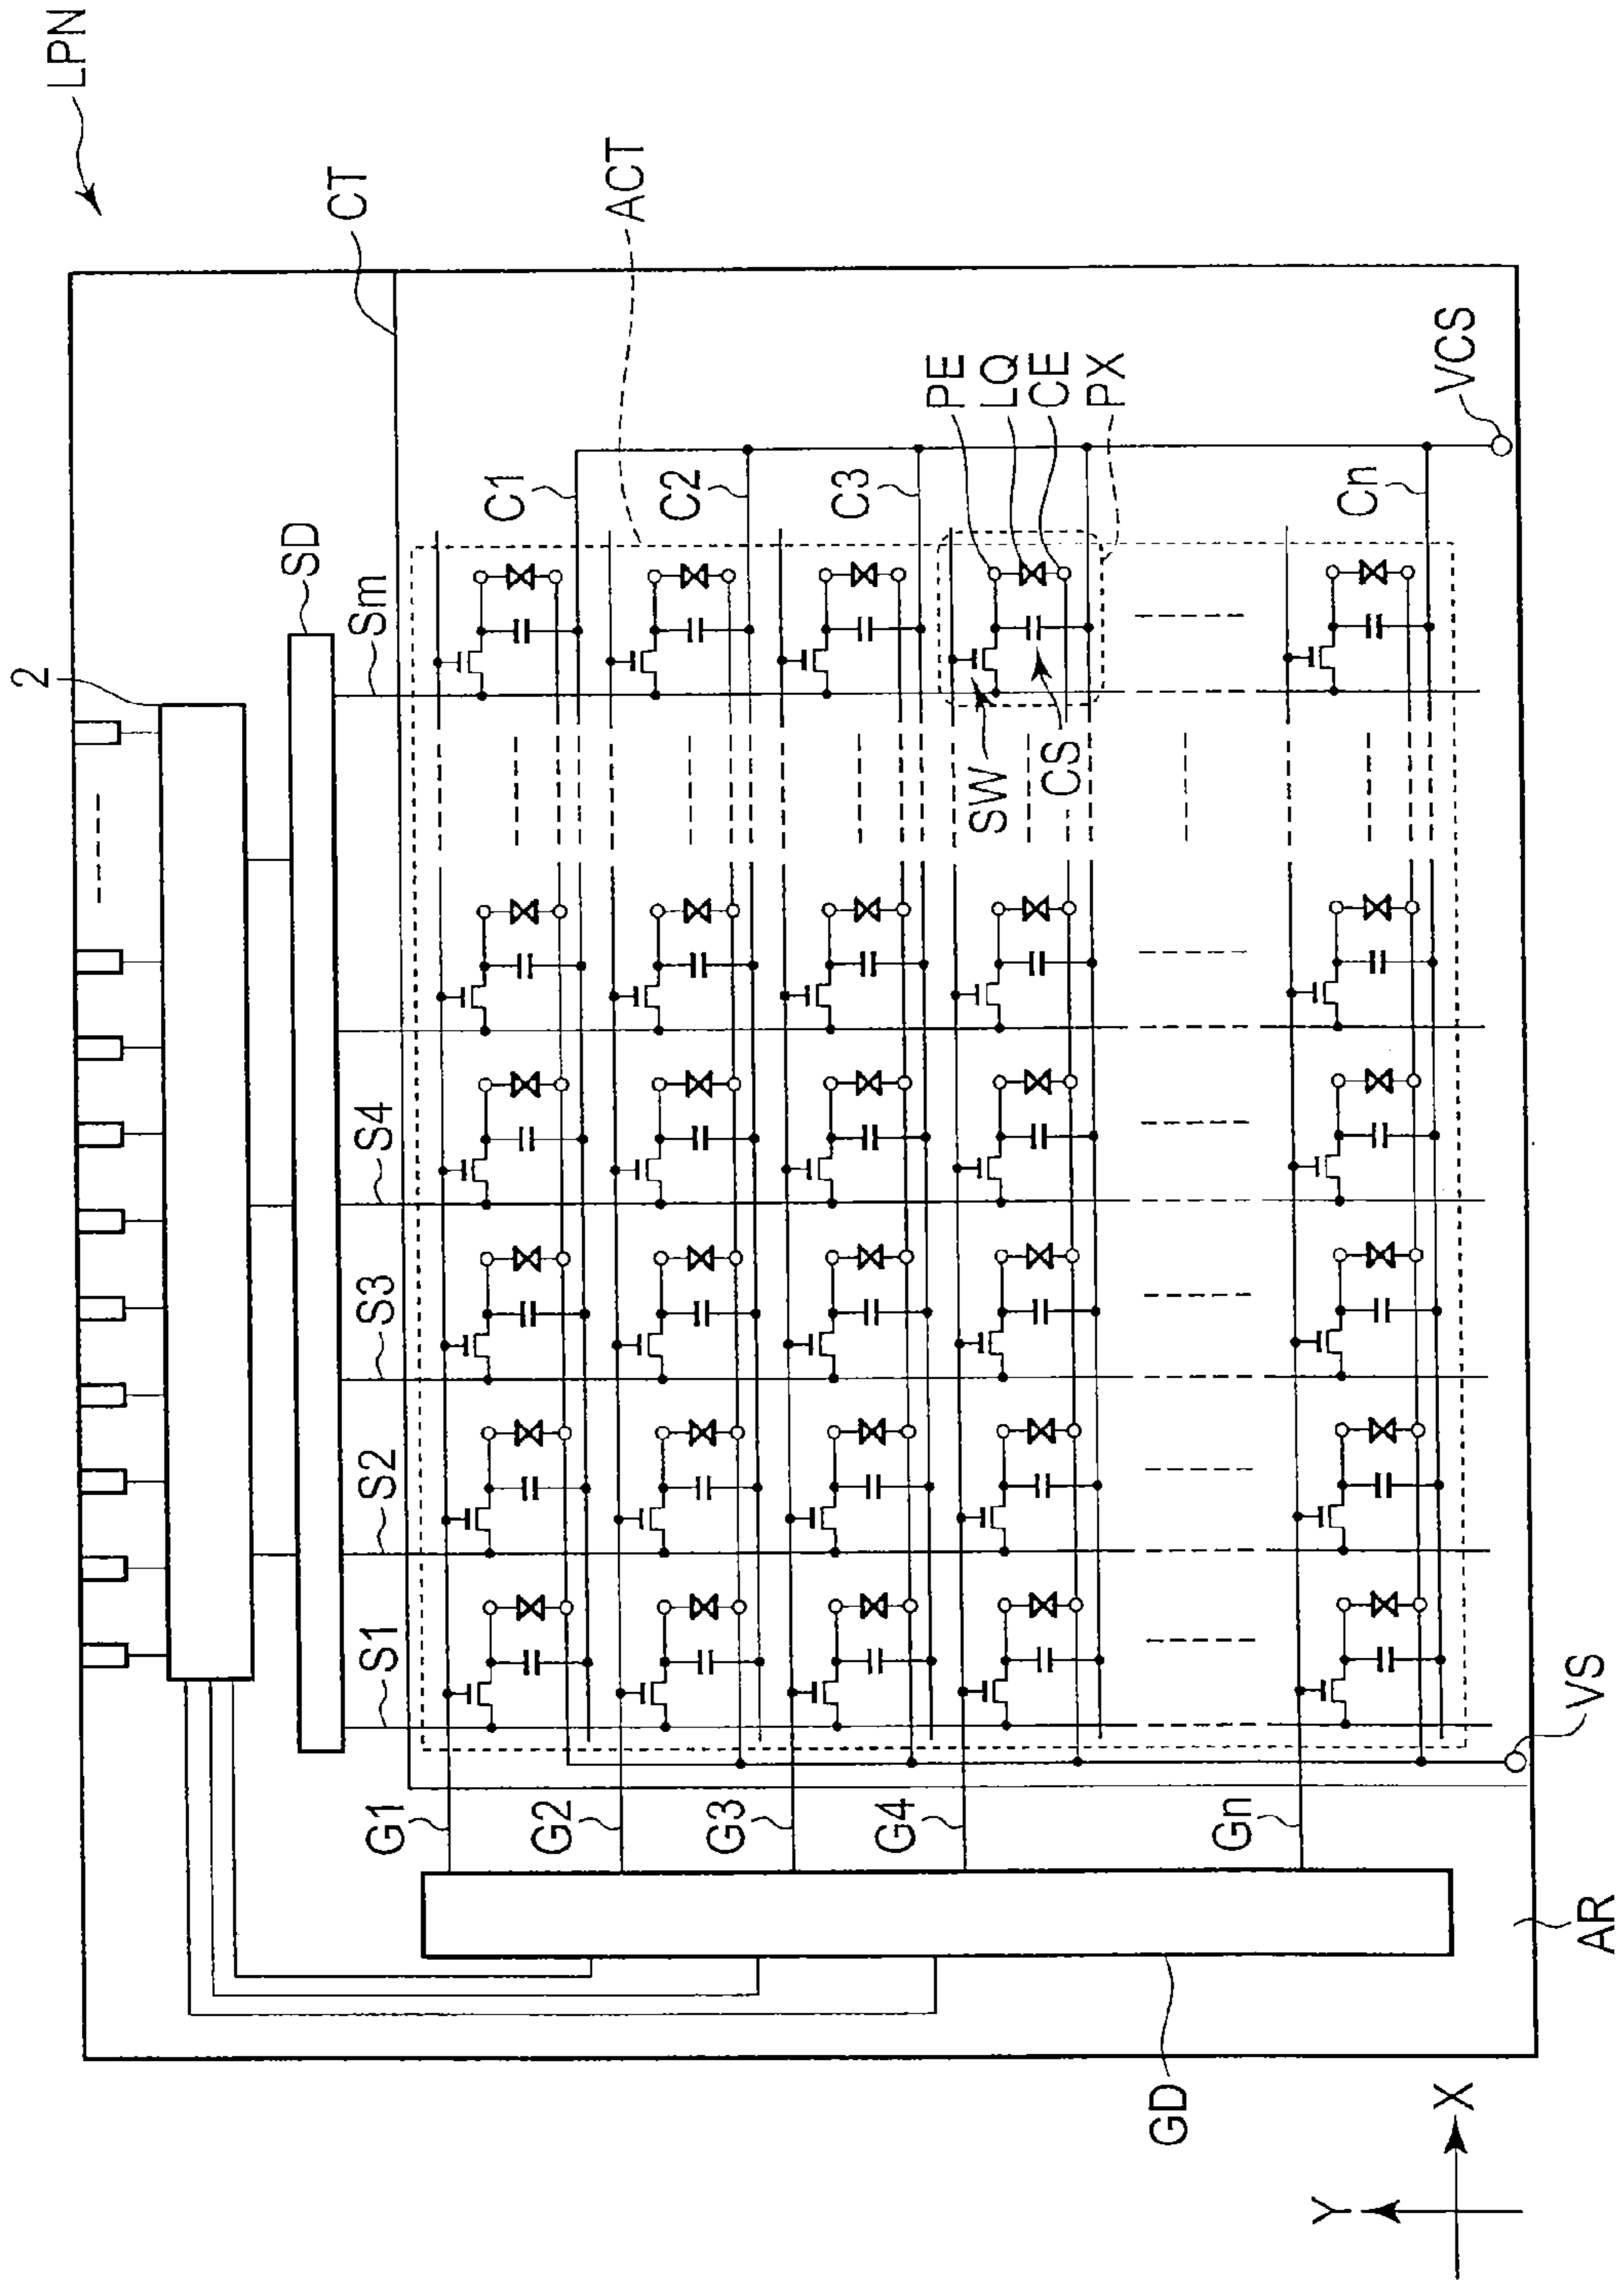 LPN
CT
ACT
2
SD
Sm
S4
S3
S2
S1
C1
C2
C3
Cn
PE
LQ
CE
PX
VCS
SW
CS
G1
G2
G3
G4
Gn
VS
AR
GD
Y
X